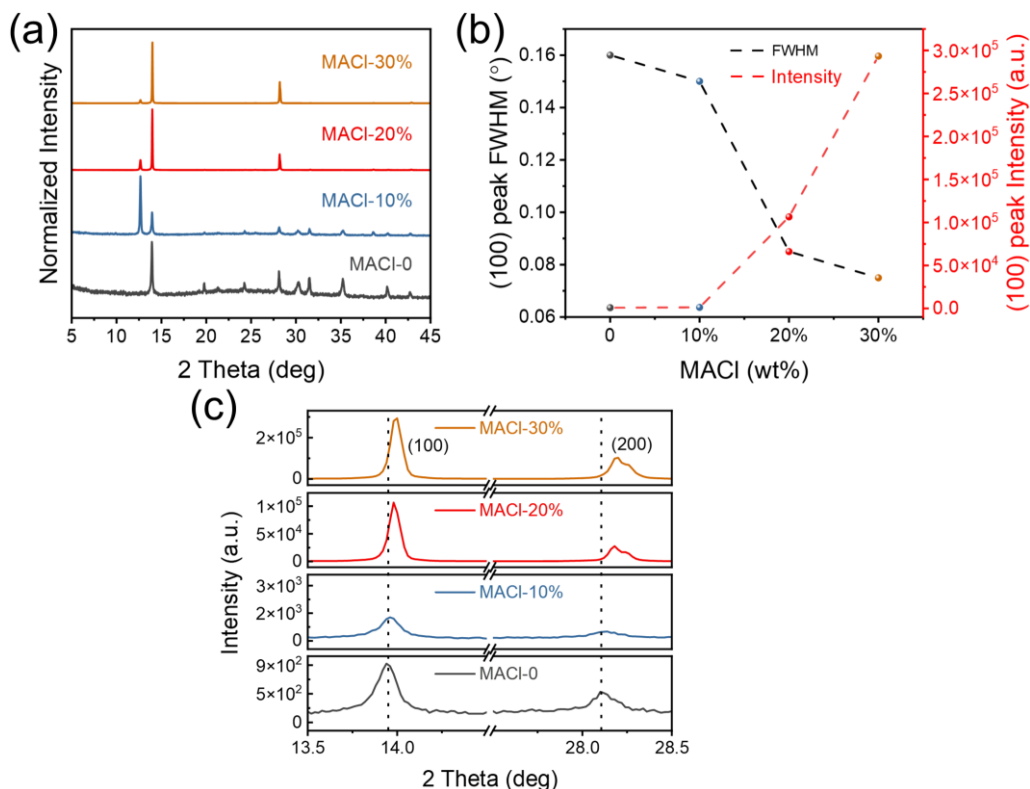 (a)
MACl-30%
MACl-20%
MACl-10%
MACl-0
Normalized Intensity
5 10 15 20 25 30 35 40 45
2 Theta (deg)
(b)
FWHM
Intensity
(100) peak FWHM (°)
0.16
0.14
0.12
0.10
0.08
0.06
0 10% 20% 30%
MACl (wt%)
3.0×10⁵
2.5×10⁵
2.0×10⁵
1.5×10⁵
1.0×10⁵
5.0×10⁴
0.0
(100) peak Intensity (a.u.)
(c)
MACl-30%
(100)
(200)
2×10⁵
0
MACl-20%
1×10⁵
5×10⁴
0
MACl-10%
3×10³
2×10³
0
MACl-0
9×10²
5×10²
0
Intensity (a.u.)
13.5 14.0 28.0 28.5
2 Theta (deg)